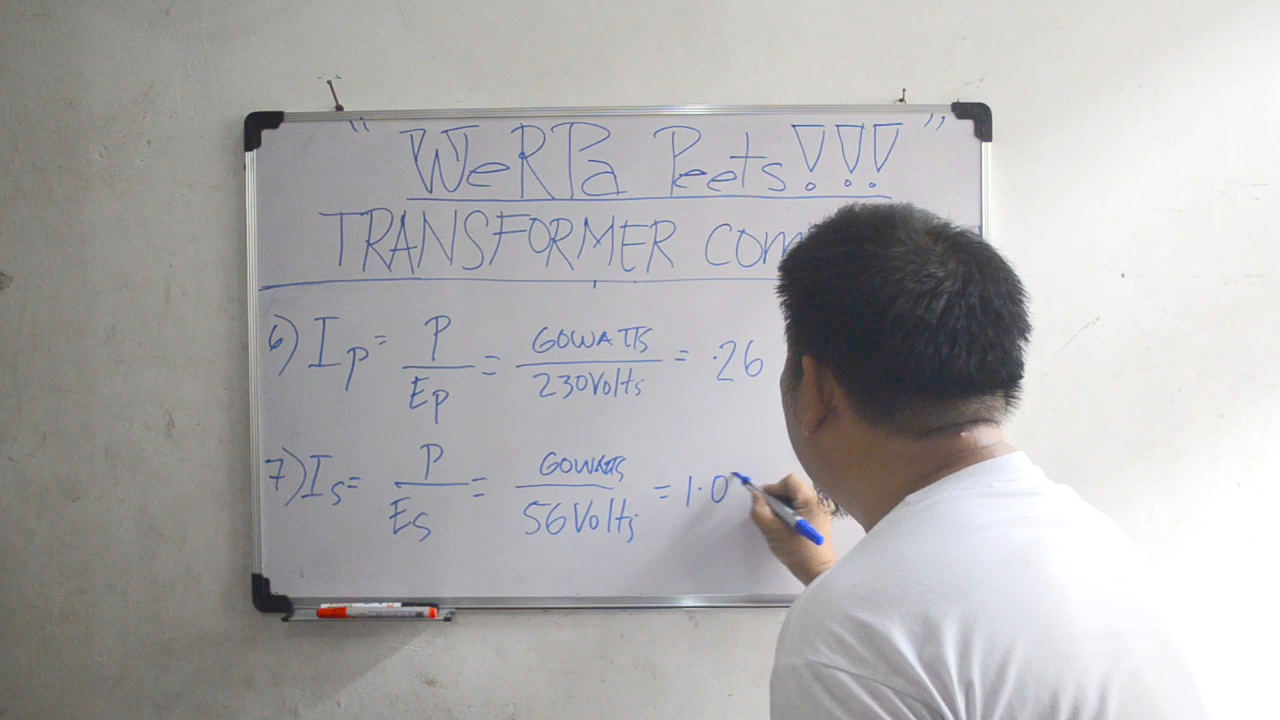 "WeRPa Peets!!!"
TRANSFORMER COM
6) Ip = P/Ep = 60WATTS/230Volts = .26
7) Is = P/Es = 60WATTS/56Volts = 1.0